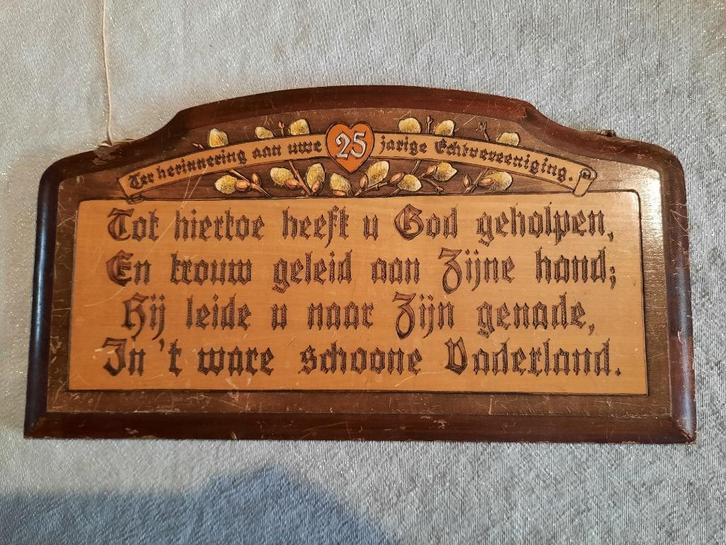 Ter herinnering aan uwe 25 jarige Echtvereeniging.
Tot hiertoe heeft u God geholpen,
En trouw geleid aan Zijne hand;
Hij leide u naar Zijn genade,
In 't ware schoone Vaderland.